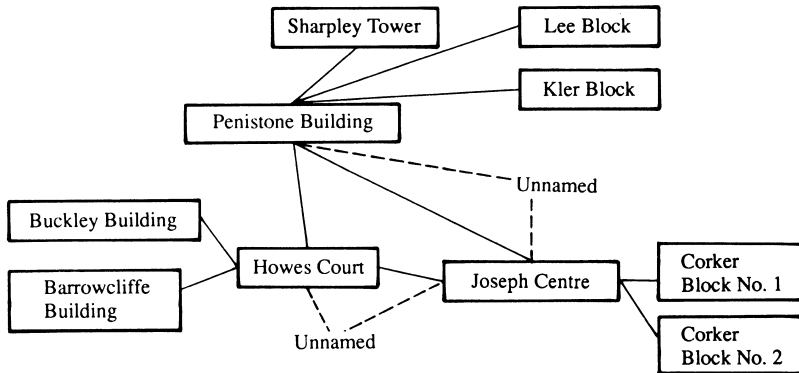 Sharpley Tower
Lee Block
Kler Block
Penistone Building
Unnamed
Buckley Building
Howes Court
Joseph Centre
Corker
Block No. 1
Barrowcliffe
Building
Unnamed
Corker
Block No. 2